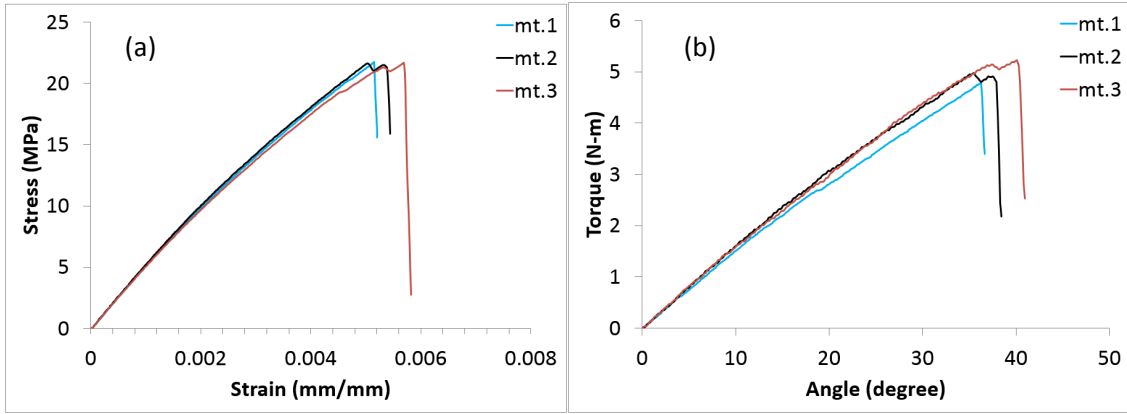 (a)
mt.1
mt.2
mt.3
Stress (MPa)
25
20
15
10
5
0
0 0.002 0.004 0.006 0.008
Strain (mm/mm)
(b)
mt.1
mt.2
mt.3
Torque (N-m)
6
5
4
3
2
1
0
0 10 20 30 40 50
Angle (degree)